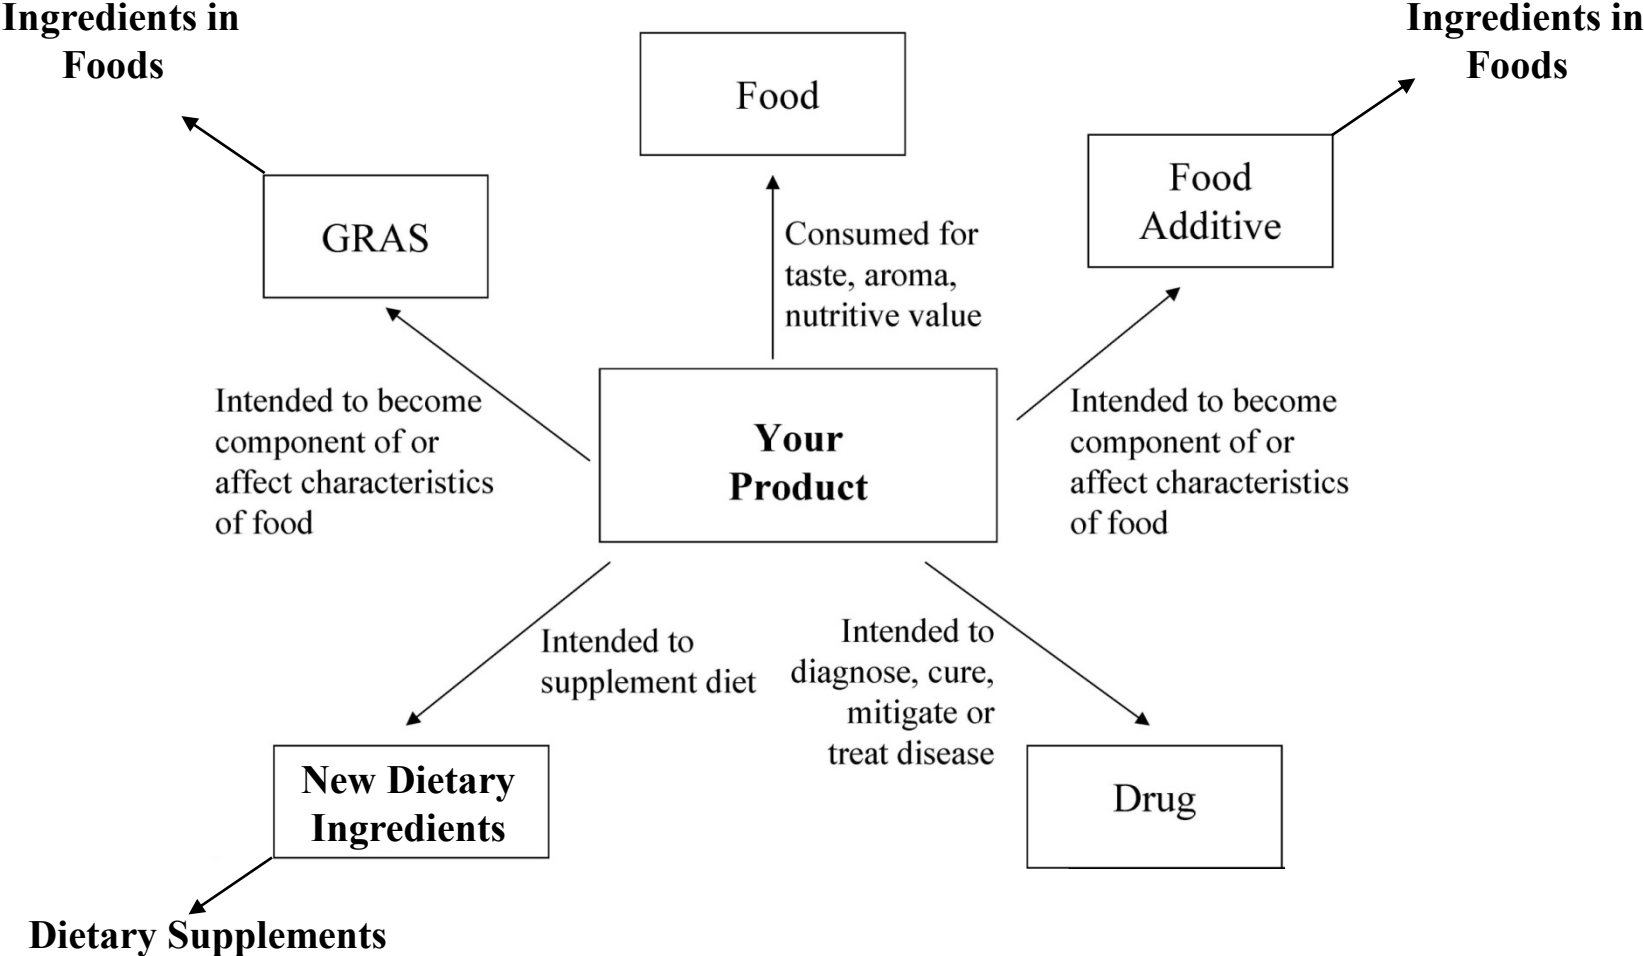 Ingredients in
Foods
Ingredients in
Foods
Food
Food
Additive
GRAS
Consumed for
taste, aroma,
nutritive value
Intended to become
component of or
affect characteristics
of food
Your
Product
Intended to become
component of or
affect characteristics
of food
Intended to
supplement diet
Intended to
diagnose, cure,
mitigate or
treat disease
New Dietary
Ingredients
Drug
Dietary Supplements